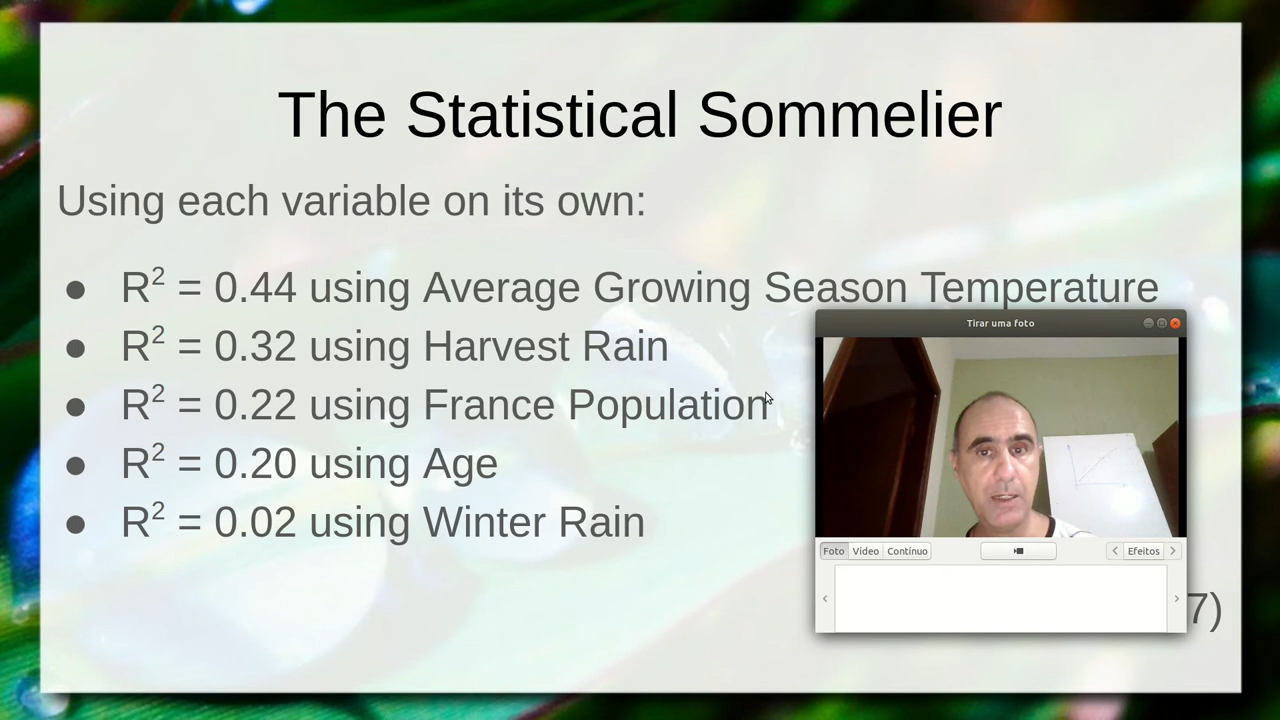 The Statistical Sommelier
Using each variable on its own:
● R² = 0.44 using Average Growing Season Temperature
● R² = 0.32 using Harvest Rain
● R² = 0.22 using France Population
● R² = 0.20 using Age
● R² = 0.02 using Winter Rain
Tirar uma foto
Foto Vídeo Contínuo
Efeitos
7)